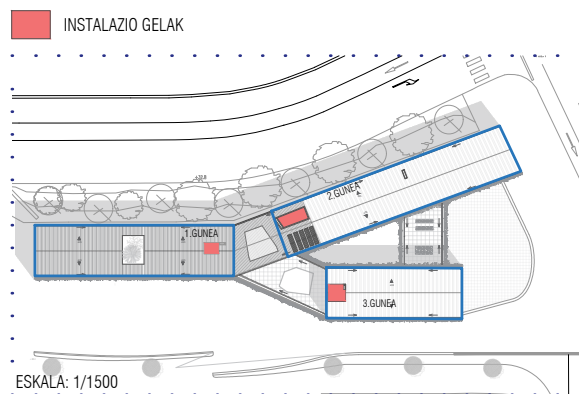 INSTALAZIO GELAK
2.GUNEA
1.GUNEA
3.GUNEA
ESKALA: 1/1500